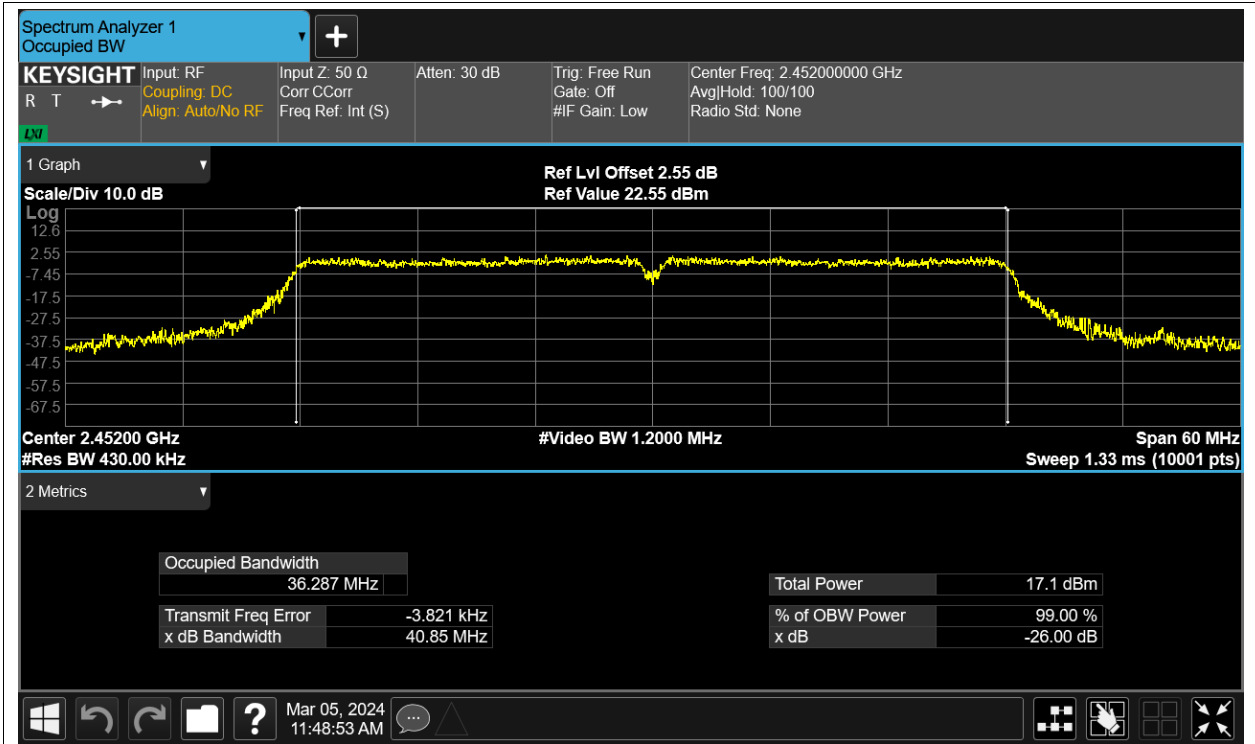 Spectrum Analyzer 1
Occupied BW
KEYSIGHT
R T
LXI
Input: RF
Coupling: DC
Align: Auto/No RF
Input Z: 50 Ω
Corr CCorr
Freq Ref: Int (S)
Atten: 30 dB
Trig: Free Run
Gate: Off
#IF Gain: Low
Center Freq: 2.452000000 GHz
Avg|Hold: 100/100
Radio Std: None
1 Graph
Scale/Div 10.0 dB
Ref Lvl Offset 2.55 dB
Ref Value 22.55 dBm
Log
12.6
2.55
-7.45
-17.5
-27.5
-37.5
-47.5
-57.5
-67.5
Center 2.45200 GHz
#Res BW 430.00 kHz
#Video BW 1.2000 MHz
Span 60 MHz
Sweep 1.33 ms (10001 pts)
2 Metrics
Occupied Bandwidth
36.287 MHz
Transmit Freq Error -3.821 kHz
x dB Bandwidth 40.85 MHz
Total Power 17.1 dBm
% of OBW Power 99.00 %
x dB -26.00 dB
?
Mar 05, 2024
11:48:53 AM